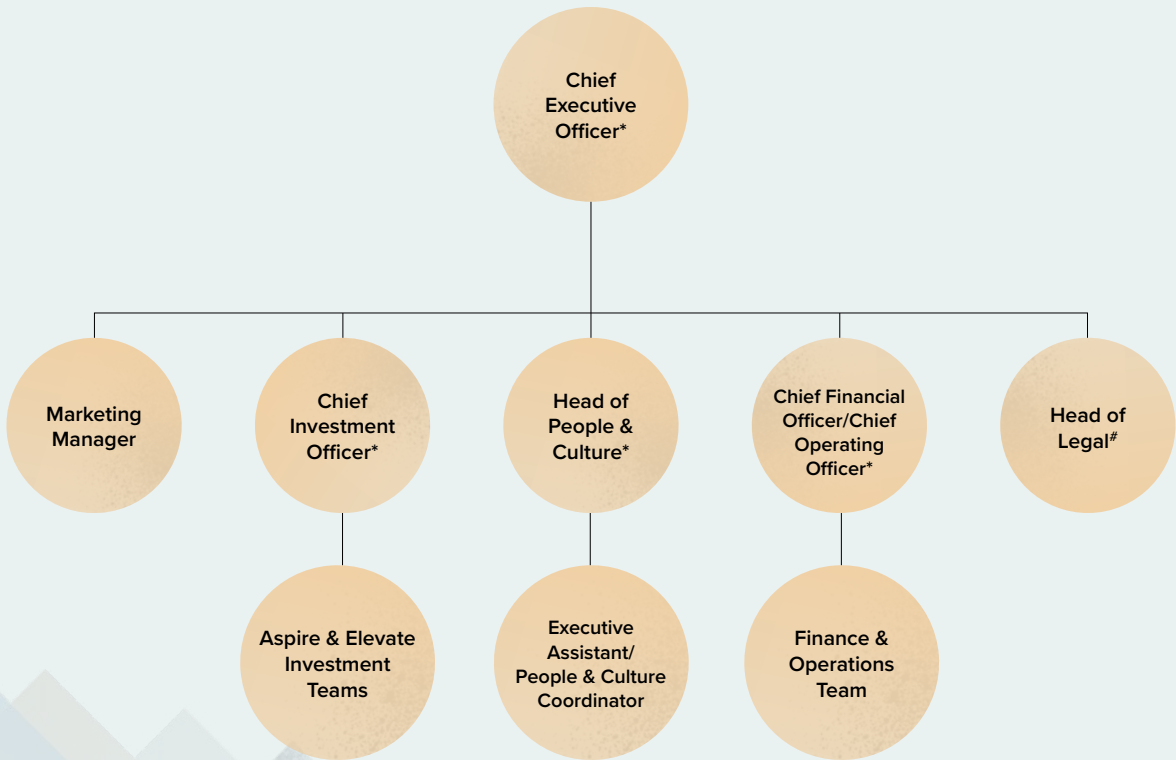 Chief
Executive
Officer*
Marketing
Manager
Chief
Investment
Officer*
Head of
People &
Culture*
Chief Financial
Officer/Chief
Operating
Officer*
Head of
Legal#
Aspire & Elevate
Investment
Teams
Executive
Assistant/
People & Culture
Coordinator
Finance &
Operations
Team